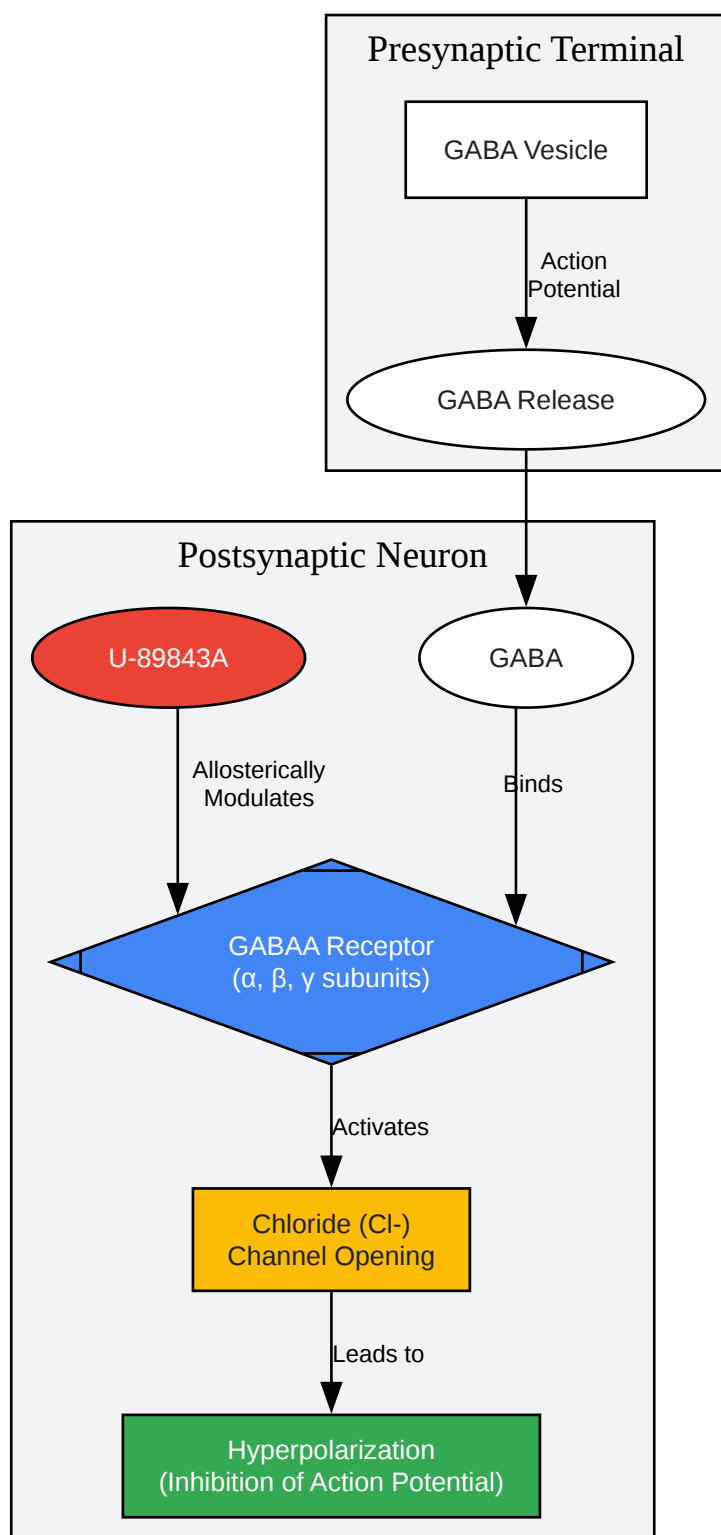 Presynaptic Terminal
GABA Vesicle
Action
Potential
GABA Release
Postsynaptic Neuron
U-89843A
GABA
Allosterically
Modulates
Binds
GABAA Receptor
(α, β, γ subunits)
Activates
Chloride (Cl-)
Channel Opening
Leads to
Hyperpolarization
(Inhibition of Action Potential)